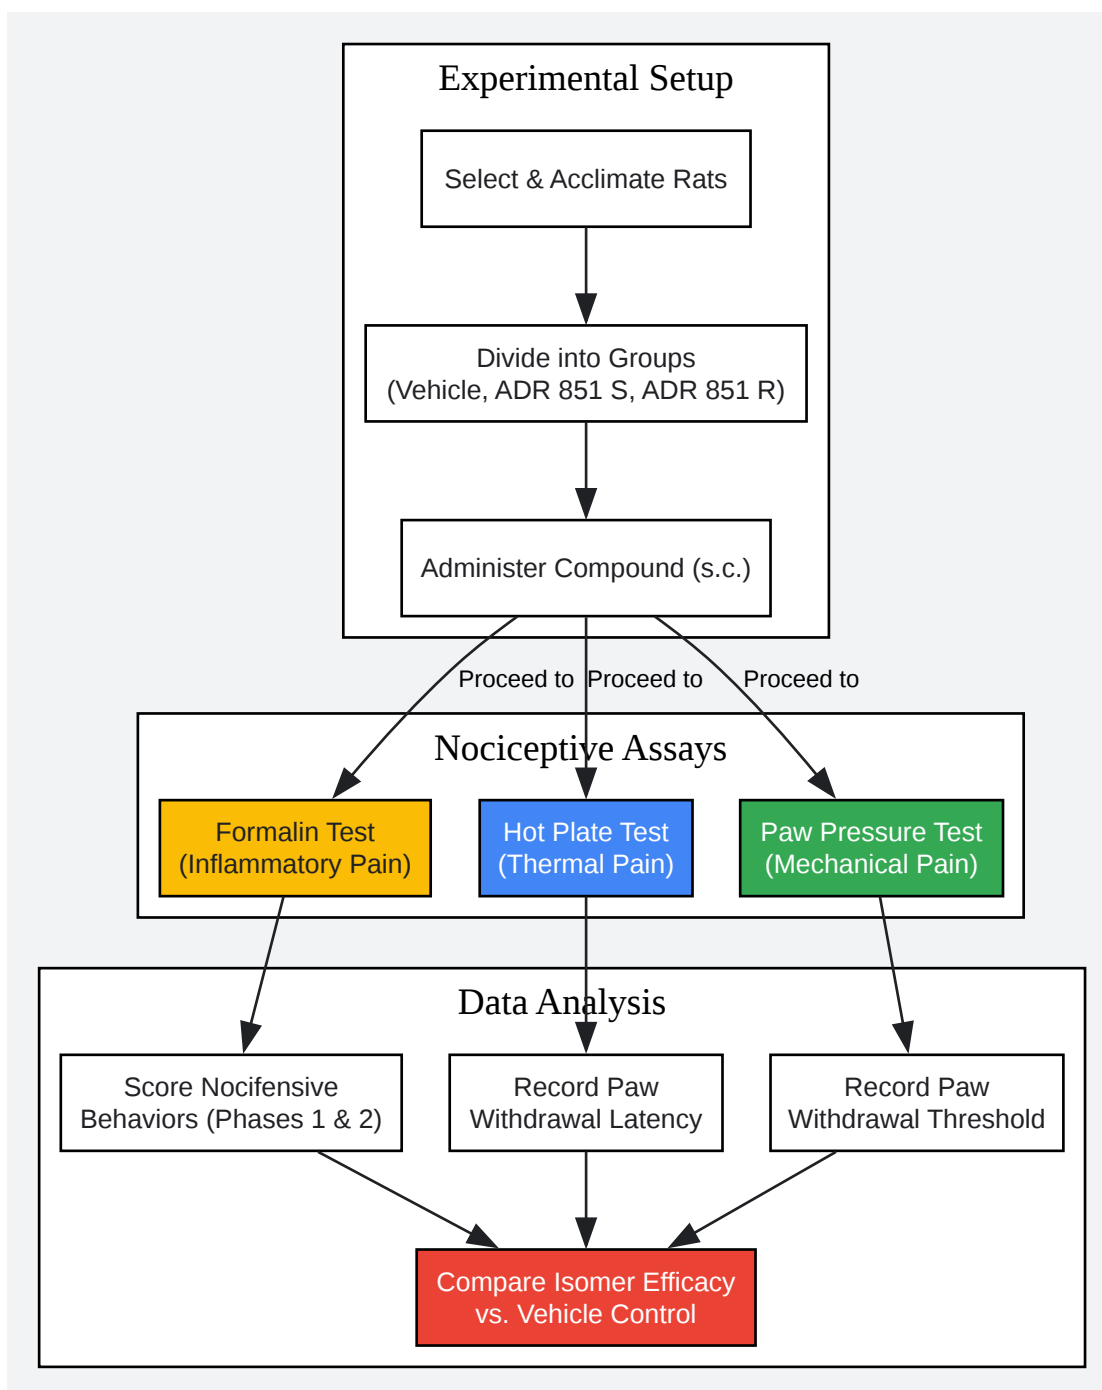 Experimental Setup
Select & Acclimate Rats
Divide into Groups
(Vehicle, ADR 851 S, ADR 851 R)
Administer Compound (s.c.)
Proceed to
Proceed to
Proceed to
Nociceptive Assays
Formalin Test
(Inflammatory Pain)
Hot Plate Test
(Thermal Pain)
Paw Pressure Test
(Mechanical Pain)
Data Analysis
Score Nocifensive
Behaviors (Phases 1 & 2)
Record Paw
Withdrawal Latency
Record Paw
Withdrawal Threshold
Compare Isomer Efficacy
vs. Vehicle Control